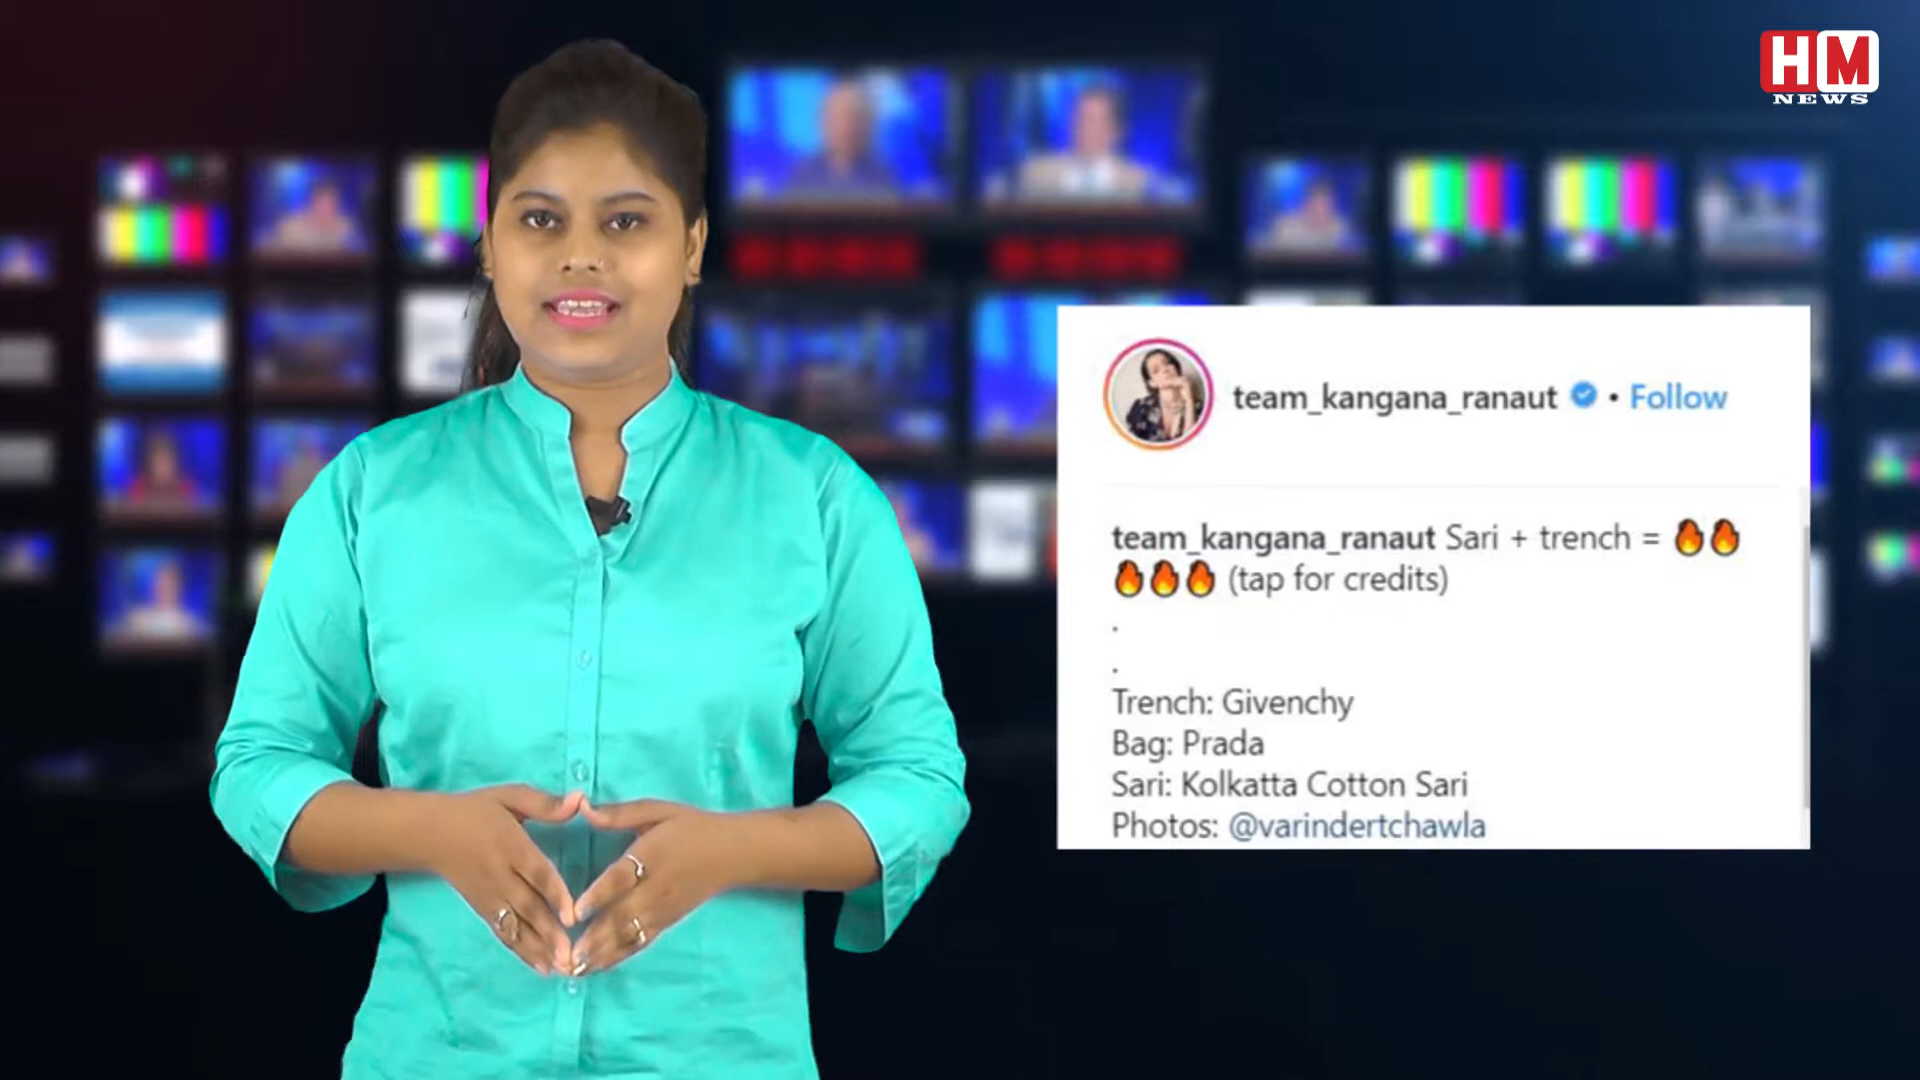 HM
NEWS
team_kangana_ranaut • Follow
team_kangana_ranaut Sari + trench = 🔥🔥
🔥🔥🔥 (tap for credits)
.
.
Trench: Givenchy
Bag: Prada
Sari: Kolkatta Cotton Sari
Photos: @varindertchawla